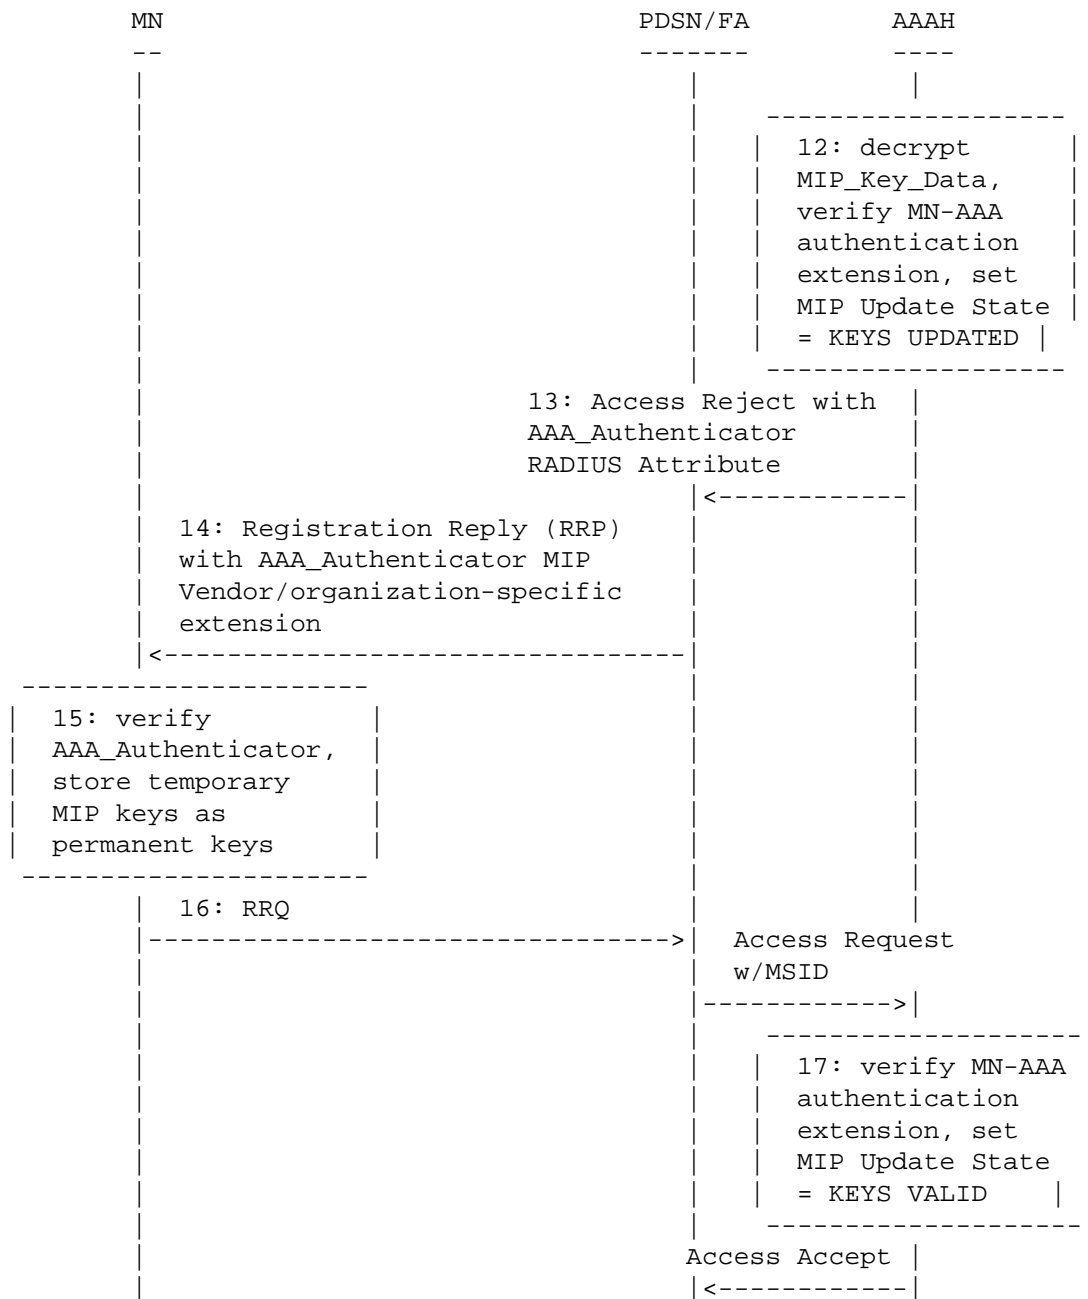 MN PDSN/FA AAAH
-- ------- ----
12: decrypt
MIP_Key_Data,
verify MN-AAA
authentication
extension, set
MIP Update State
= KEYS UPDATED
13: Access Reject with
AAA_Authenticator
RADIUS Attribute
14: Registration Reply (RRP)
with AAA_Authenticator MIP
Vendor/organization-specific
extension
15: verify
AAA_Authenticator,
store temporary
MIP keys as
permanent keys
16: RRQ
Access Request
w/MSID
17: verify MN-AAA
authentication
extension, set
MIP Update State
= KEYS VALID
Access Accept